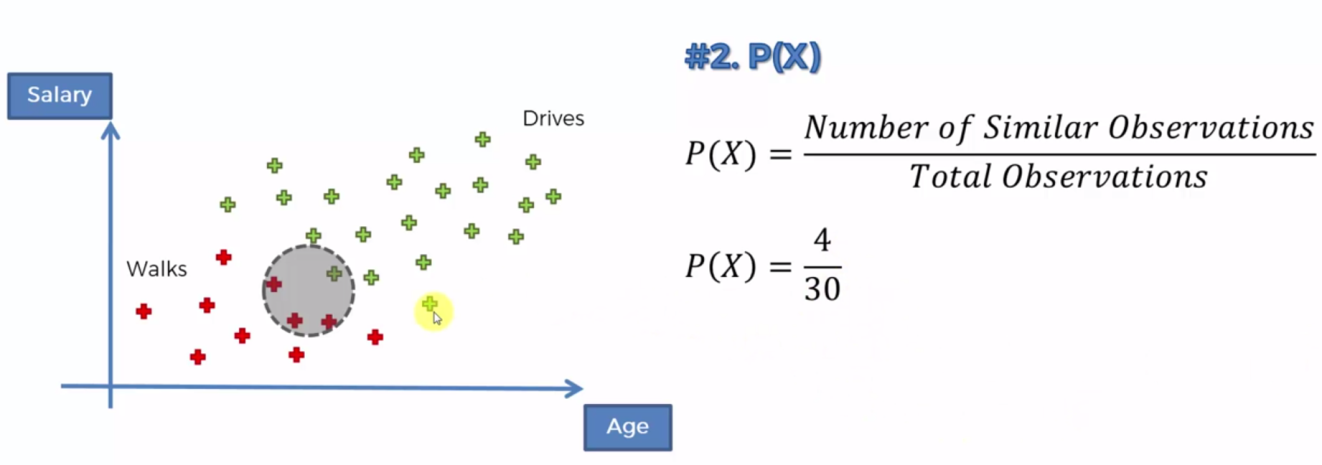 Salary
Drives
Walks
Age
#2. P(X)
P(X) = Number of Similar Observations / Total Observations
P(X) = 4 / 30